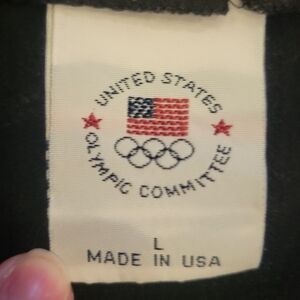 UNITED STATES
OLYMPIC COMMITTEE
L
MADE IN USA